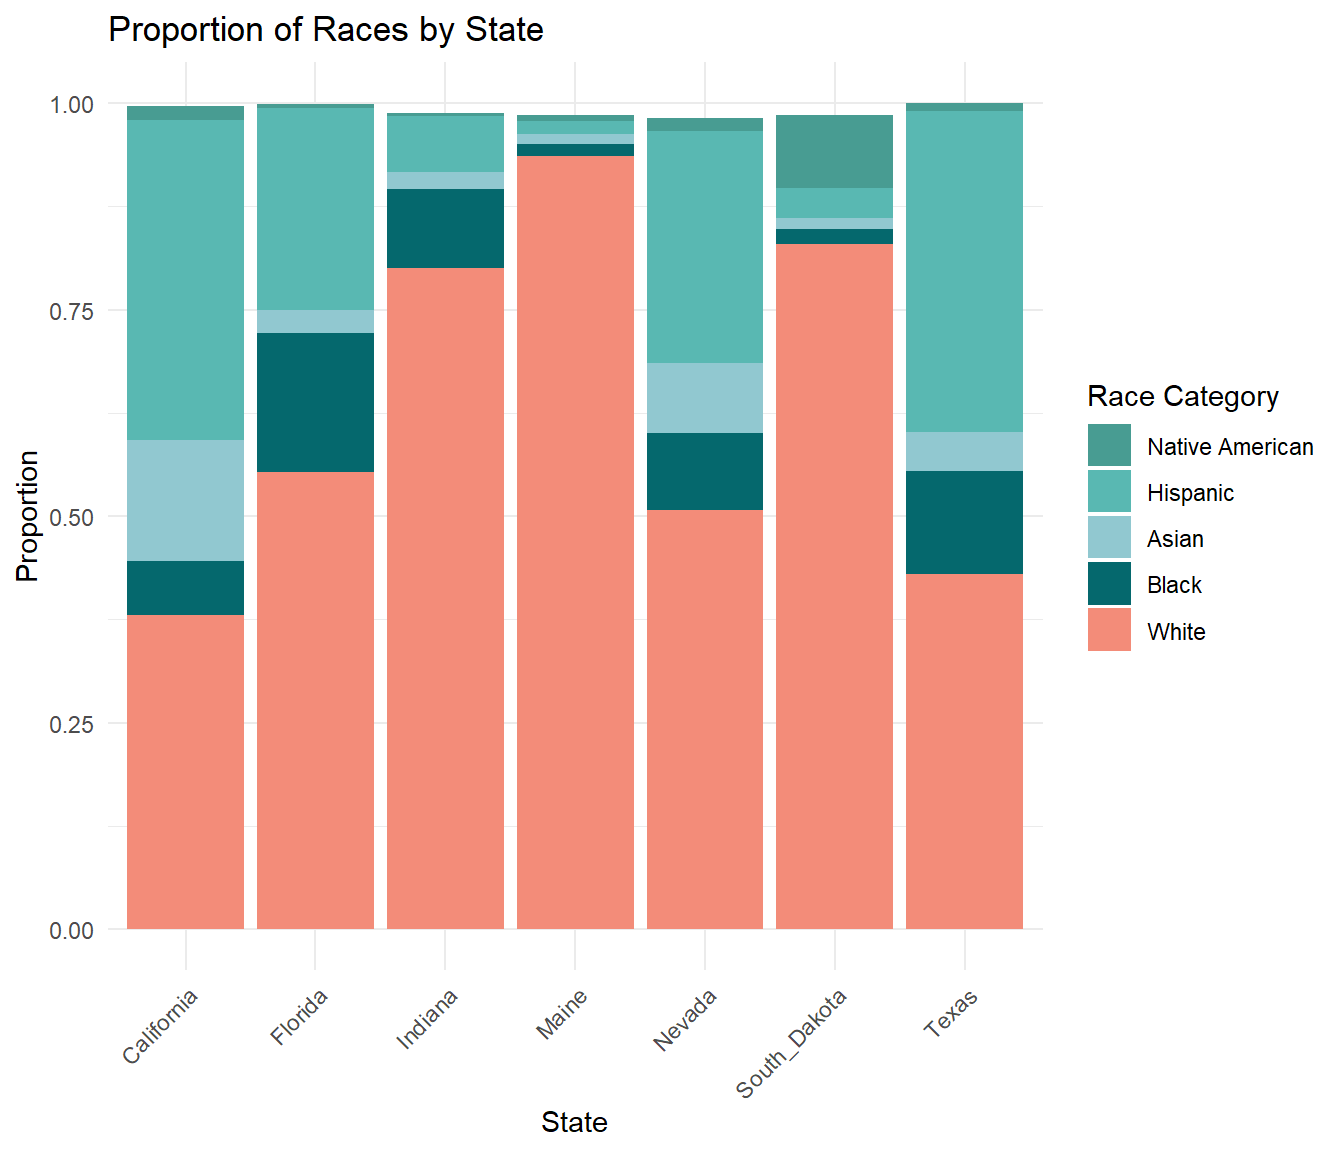 Proportion of Races by State
Proportion
1.00
0.75
0.50
0.25
0.00
California
Florida
Indiana
Maine
Nevada
South_Dakota
Texas
State
Race Category
Native American
Hispanic
Asian
Black
White